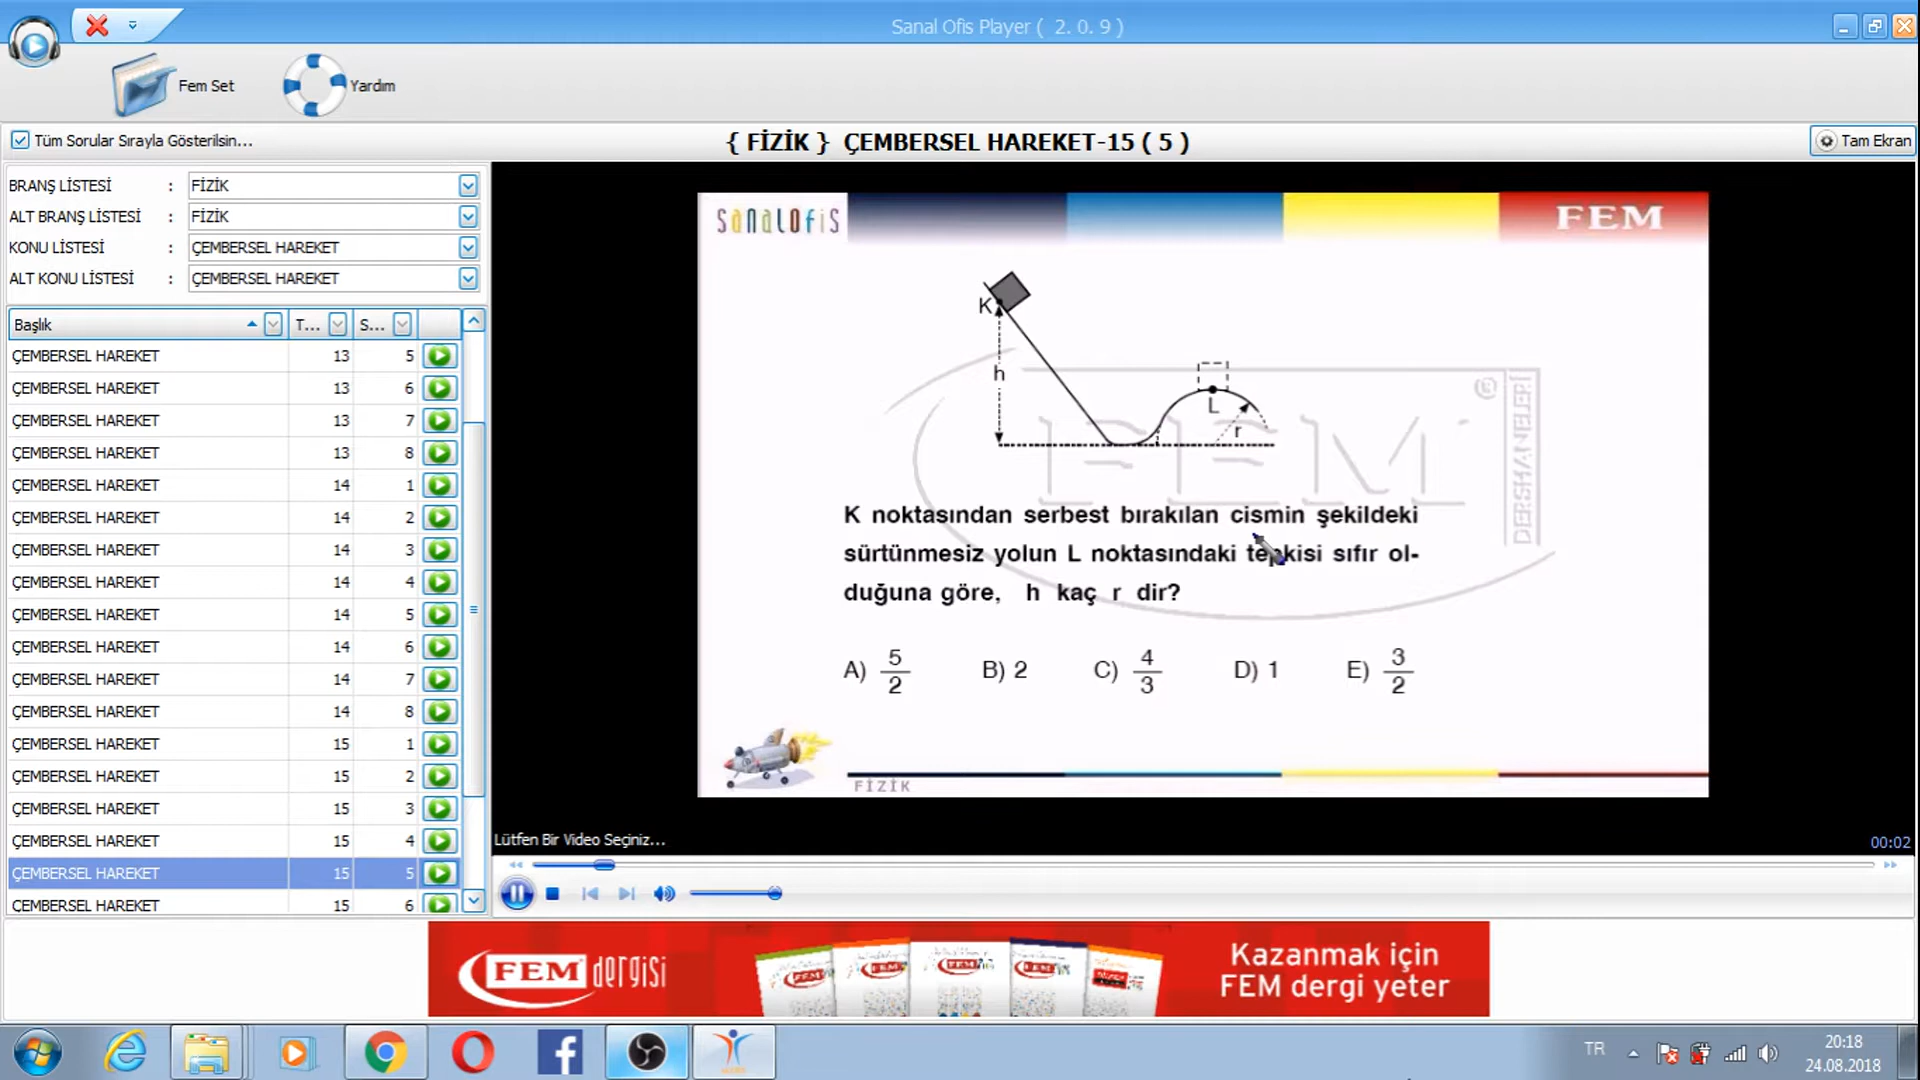 Sanal Ofis Player ( 2. 0. 9 )
Fem Set
Yardım
Tüm Sorular Sırayla Gösterilsin...
{ FİZİK } ÇEMBERSEL HAREKET-15 ( 5 )
Tam Ekran
BRANŞ LİSTESİ : FİZİK
ALT BRANŞ LİSTESİ : FİZİK
KONU LİSTESİ : ÇEMBERSEL HAREKET
ALT KONU LİSTESİ : ÇEMBERSEL HAREKET
Başlık T... S...
ÇEMBERSEL HAREKET 13 5
ÇEMBERSEL HAREKET 13 6
ÇEMBERSEL HAREKET 13 7
ÇEMBERSEL HAREKET 13 8
ÇEMBERSEL HAREKET 14 1
ÇEMBERSEL HAREKET 14 2
ÇEMBERSEL HAREKET 14 3
ÇEMBERSEL HAREKET 14 4
ÇEMBERSEL HAREKET 14 5
ÇEMBERSEL HAREKET 14 6
ÇEMBERSEL HAREKET 14 7
ÇEMBERSEL HAREKET 14 8
ÇEMBERSEL HAREKET 15 1
ÇEMBERSEL HAREKET 15 2
ÇEMBERSEL HAREKET 15 3
ÇEMBERSEL HAREKET 15 4
ÇEMBERSEL HAREKET 15 5
ÇEMBERSEL HAREKET 15 6
sanalofis
FEM
K
h
L
r
FEM
DERSHANESİ
K noktasından serbest bırakılan cismin şekildeki
sürtünmesiz yolun L noktasındaki tepkisi sıfır ol-
duğuna göre, h kaç r dir?
A) 5/2 B) 2 C) 4/3 D) 1 E) 3/2
FİZİK
Lütfen Bir Video Seçiniz...
00:02
FEM dergisi
Kazanmak için
FEM dergi yeter
TR
20:18
24.08.2018